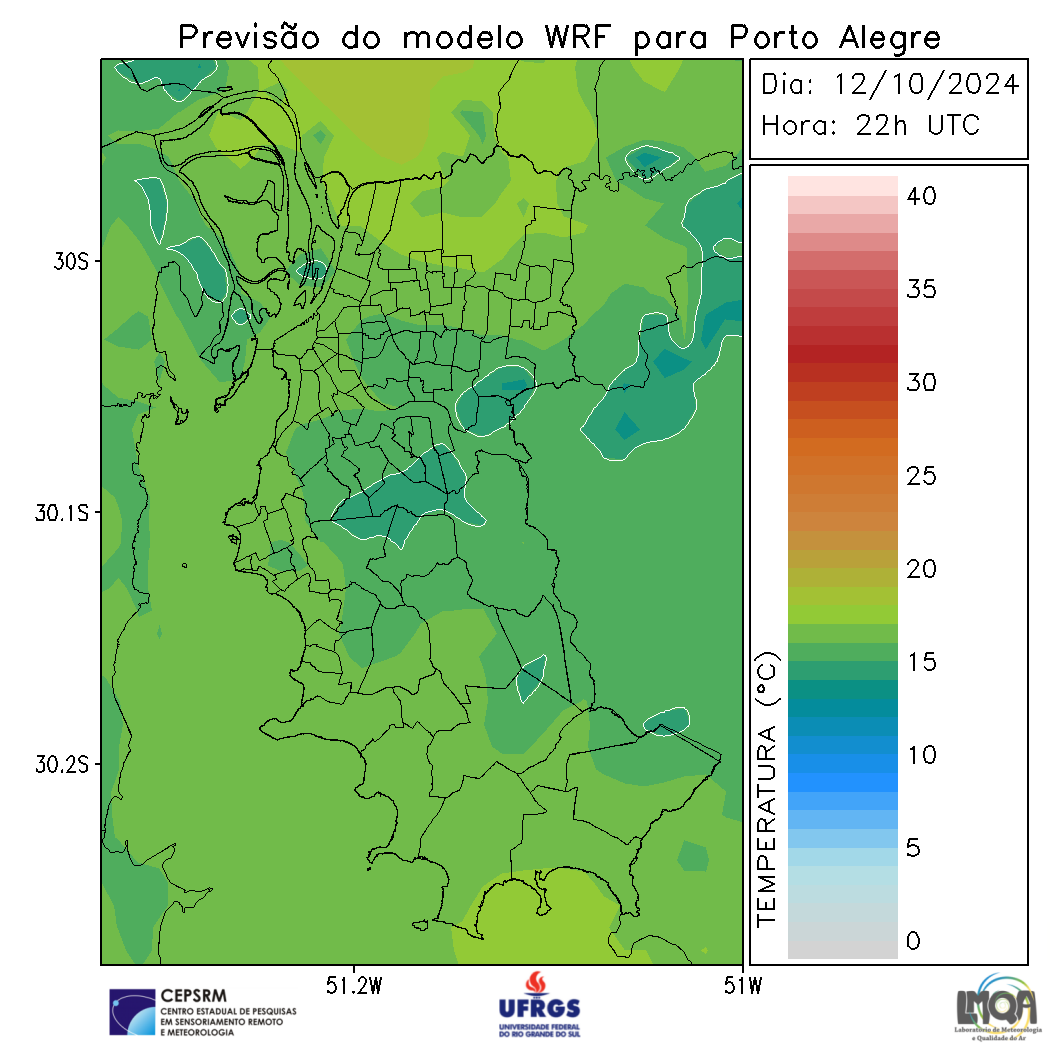 Previsão do modelo WRF para Porto Alegre
Dia: 12/10/2024
Hora: 22h UTC
40
35
30
25
20
15
10
5
0
TEMPERATURA (°C)
30S
30.1S
30.2S
51.2W
51W
CEPSRM
CENTRO ESTADUAL DE PESQUISAS
EM SENSORIAMENTO REMOTO
E METEOROLOGIA
UFRGS
UNIVERSIDADE FEDERAL
DO RIO GRANDE DO SUL
LMQA
Laboratório de Meteorologia
e Qualidade do Ar